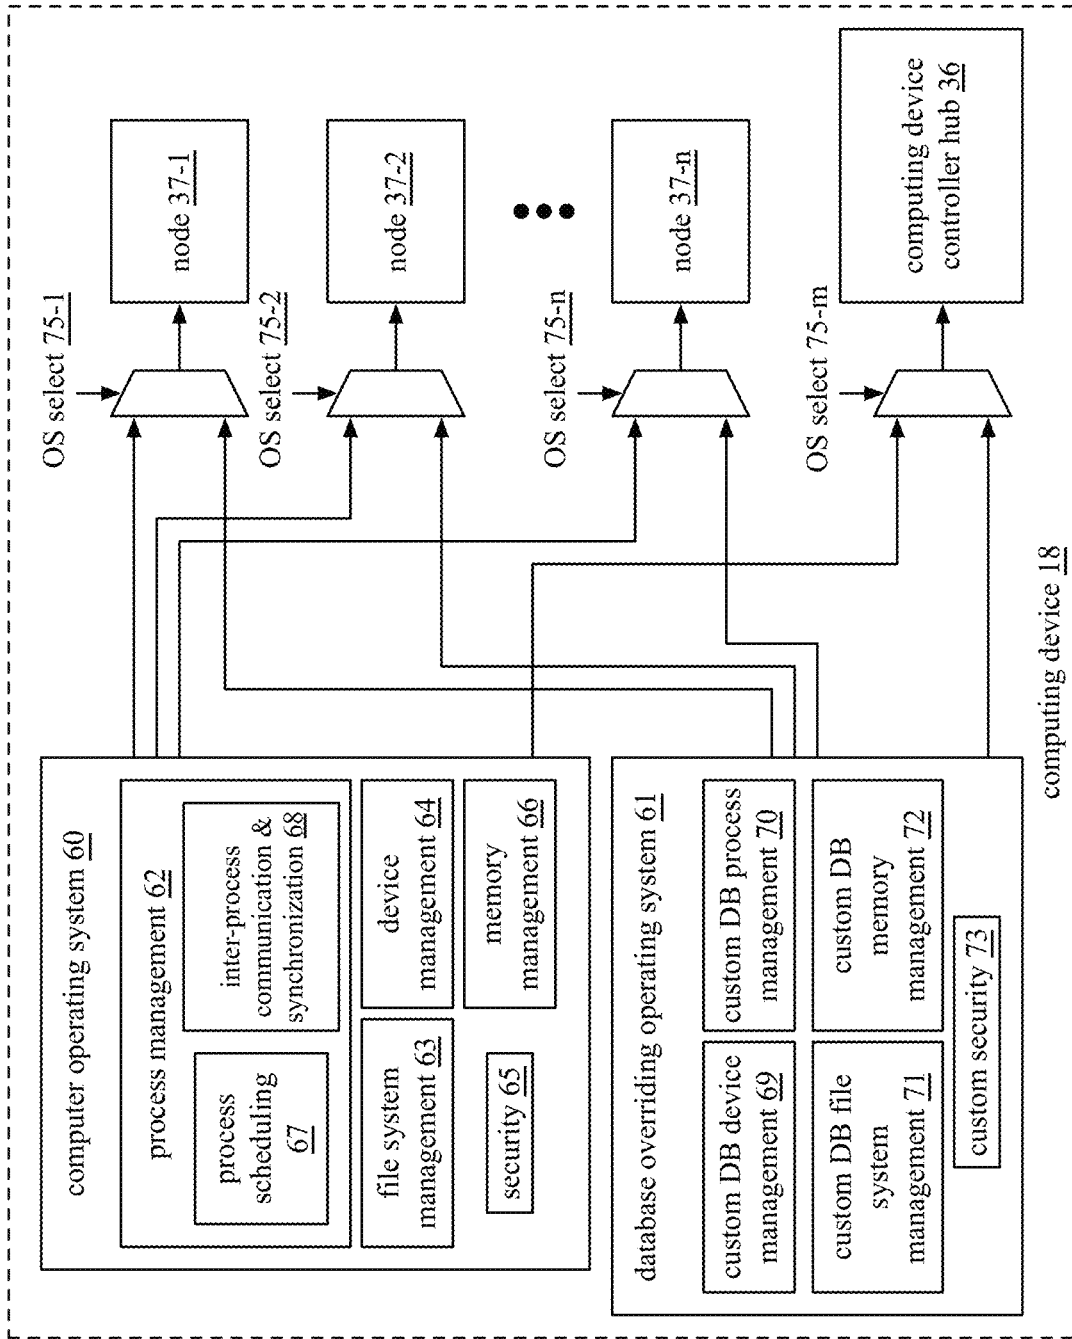 computer operating system 60
process management 62
process
scheduling
67
inter-process
communication &
synchronization 68
file system
management 63
device
management 64
security 65
memory
management 66
database overriding operating system 61
custom DB device
management 69
custom DB process
management 70
custom DB file
system
management 71
custom DB
memory
management 72
custom security 73
OS select 75-1
node 37-1
OS select 75-2
node 37-2
OS select 75-n
node 37-n
OS select 75-m
computing device
controller hub 36
computing device 18